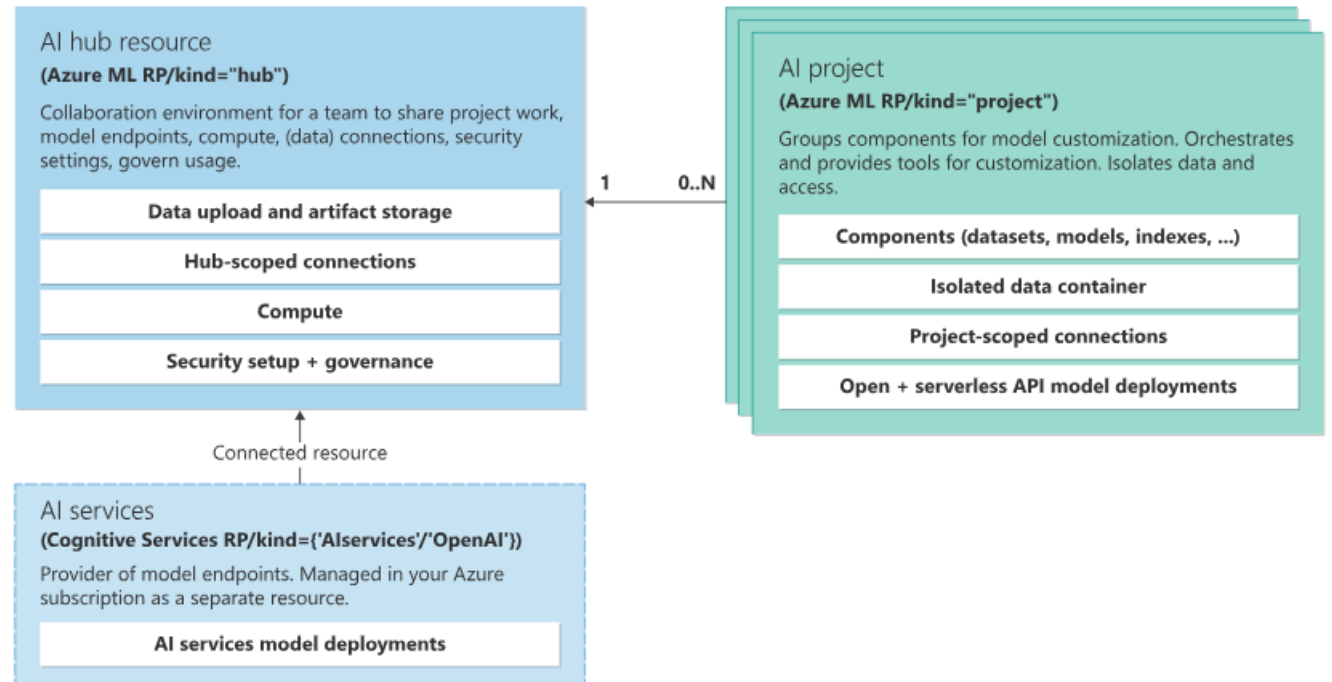 AI hub resource
(Azure ML RP/kind="hub")
Collaboration environment for a team to share project work,
model endpoints, compute, (data) connections, security
settings, govern usage.
Data upload and artifact storage
Hub-scoped connections
Compute
Security setup + governance
1
0..N
AI project
(Azure ML RP/kind="project")
Groups components for model customization. Orchestrates
and provides tools for customization. Isolates data and
access.
Components (datasets, models, indexes, ...)
Isolated data container
Project-scoped connections
Open + serverless API model deployments
Connected resource
AI services
(Cognitive Services RP/kind={'AIservices'/'OpenAI'})
Provider of model endpoints. Managed in your Azure
subscription as a separate resource.
AI services model deployments